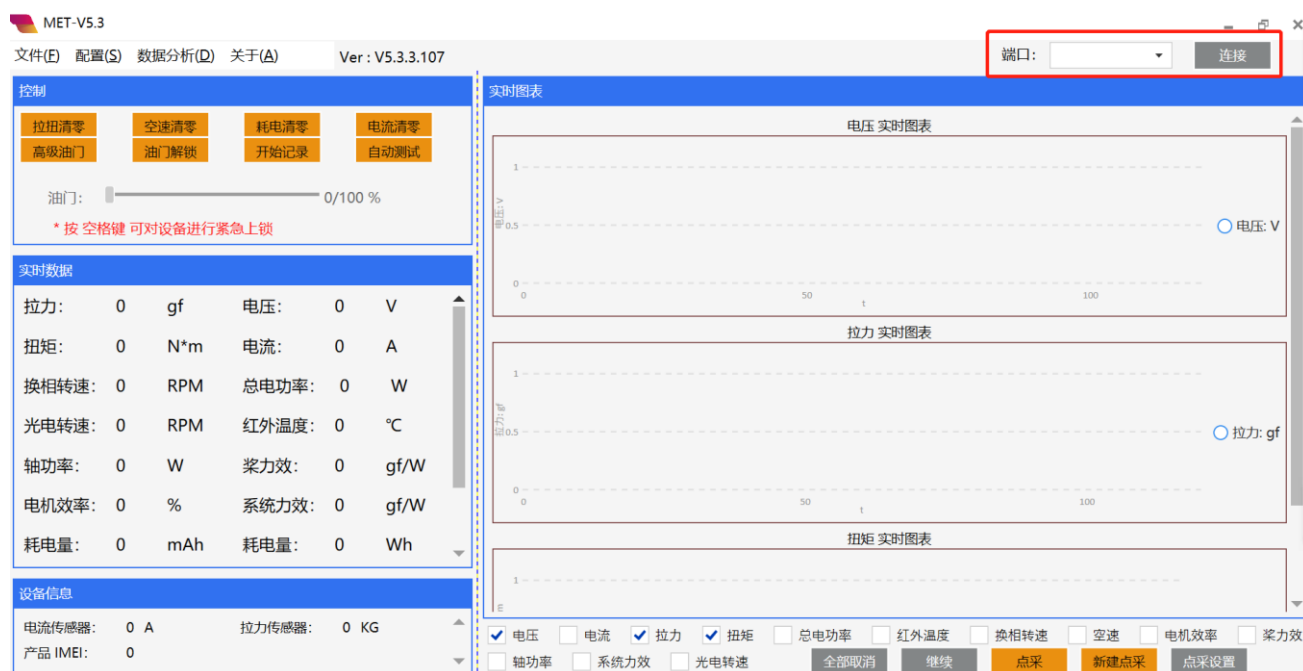 MET-V5.3
文件(F) 配置(S) 数据分析(D) 关于(A) Ver : V5.3.3.107 端口: 连接
控制
拉扭清零 空速清零 耗电清零 电流清零
高级油门 油门解锁 开始记录 自动测试
油门: 0/100 %
* 按 空格键 可对设备进行紧急上锁
实时数据
拉力: 0 gf 电压: 0 V
扭矩: 0 N*m 电流: 0 A
换相转速: 0 RPM 总电功率: 0 W
光电转速: 0 RPM 红外温度: 0 ℃
轴功率: 0 W 桨力效: 0 gf/W
电机效率: 0 % 系统力效: 0 gf/W
耗电量: 0 mAh 耗电量: 0 Wh
设备信息
电流传感器: 0 A 拉力传感器: 0 KG
产品 IMEI: 0
实时图表
电压 实时图表
1
电压: V
0.5
0
0 50 100
t
电压: V
拉力 实时图表
1
拉力: gf
0.5
0
0 50 100
t
拉力: gf
扭矩 实时图表
1
m
电压 电流 拉力 扭矩 总电功率 红外温度 换相转速 空速 电机效率 桨力效
轴功率 系统力效 光电转速 全部取消 继续 点采 新建点采 点采设置